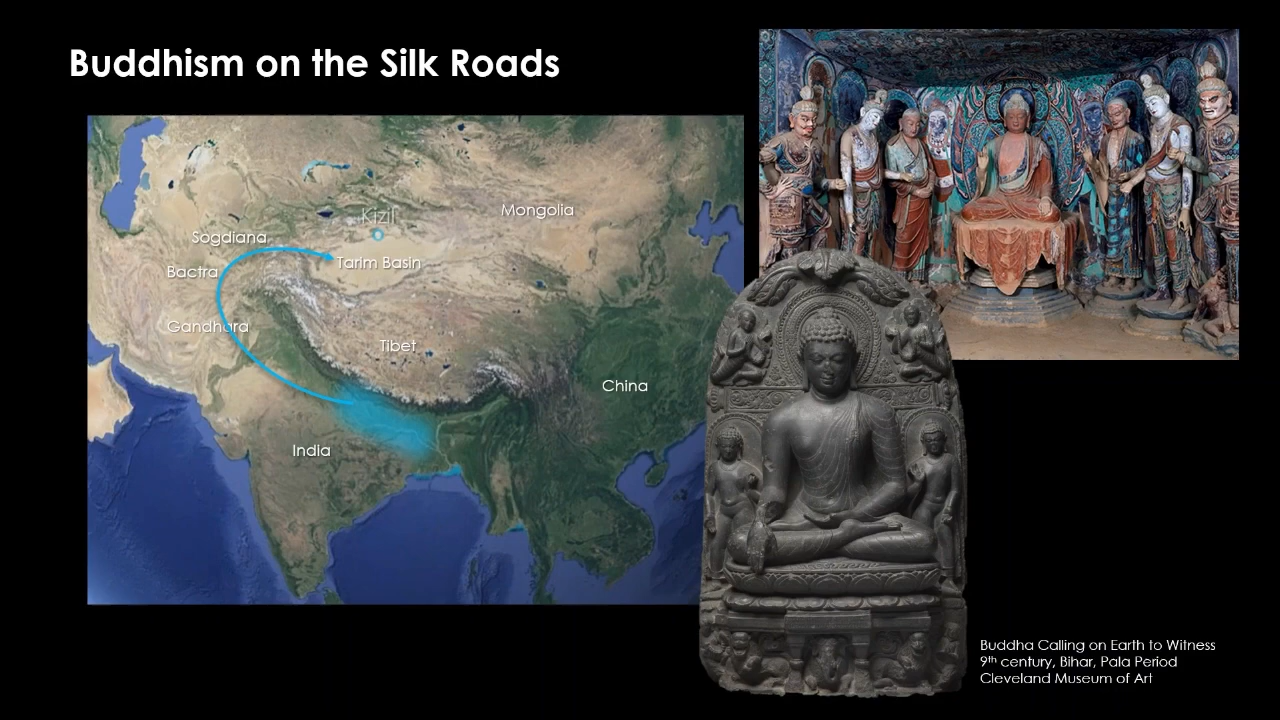 Buddhism on the Silk Roads
Kizil
Mongolia
Sogdiana
Tarim Basin
Bactra
Gandhara
Tibet
China
India
Buddha Calling on Earth to Witness
9th century, Bihar, Pala Period
Cleveland Museum of Art